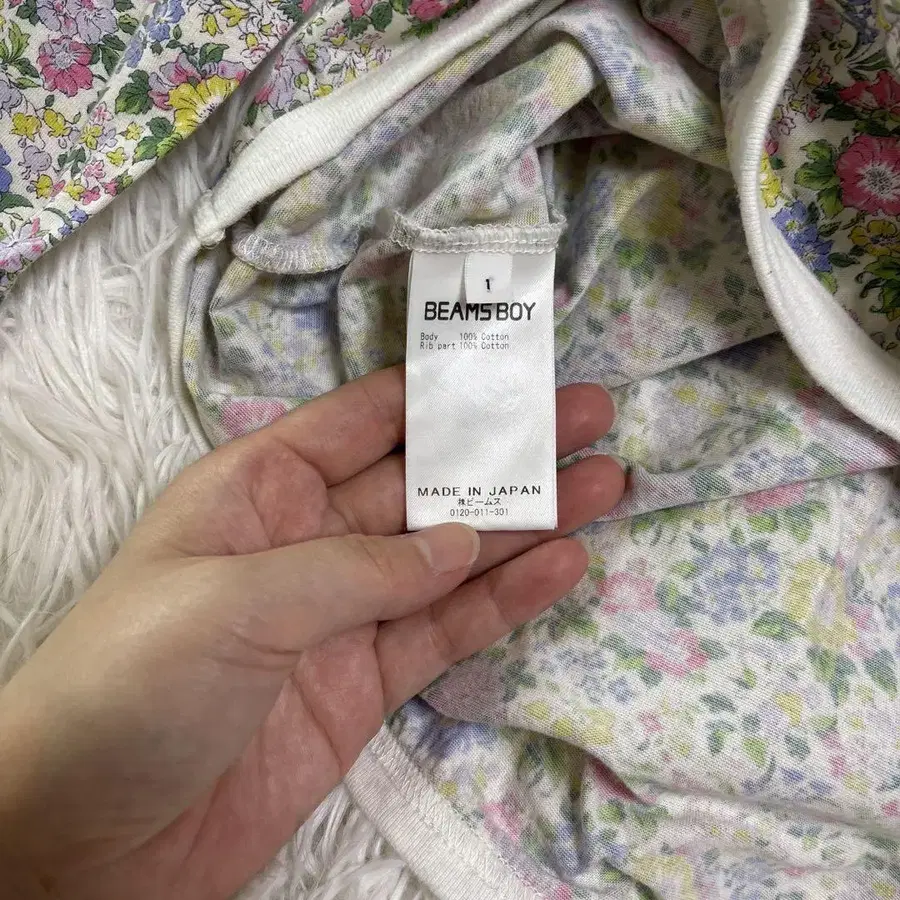 1
BEAMS BOY
Body 100% Cotton
Rib part 100% Cotton
MADE IN JAPAN
㈱ビームス
0120-011-301